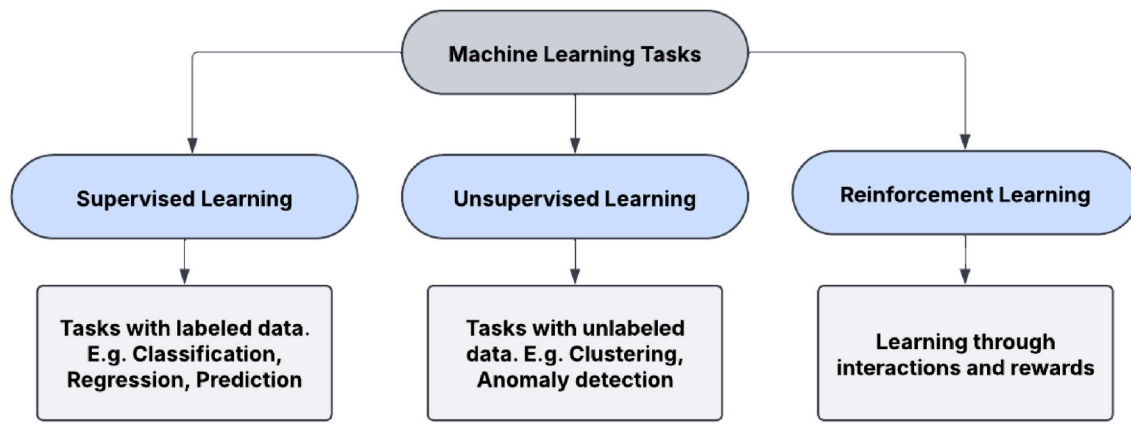 Machine Learning Tasks
Supervised Learning
Unsupervised Learning
Reinforcement Learning
Tasks with labeled data.
E.g. Classification,
Regression, Prediction
Tasks with unlabeled
data. E.g. Clustering,
Anomaly detection
Learning through
interactions and rewards